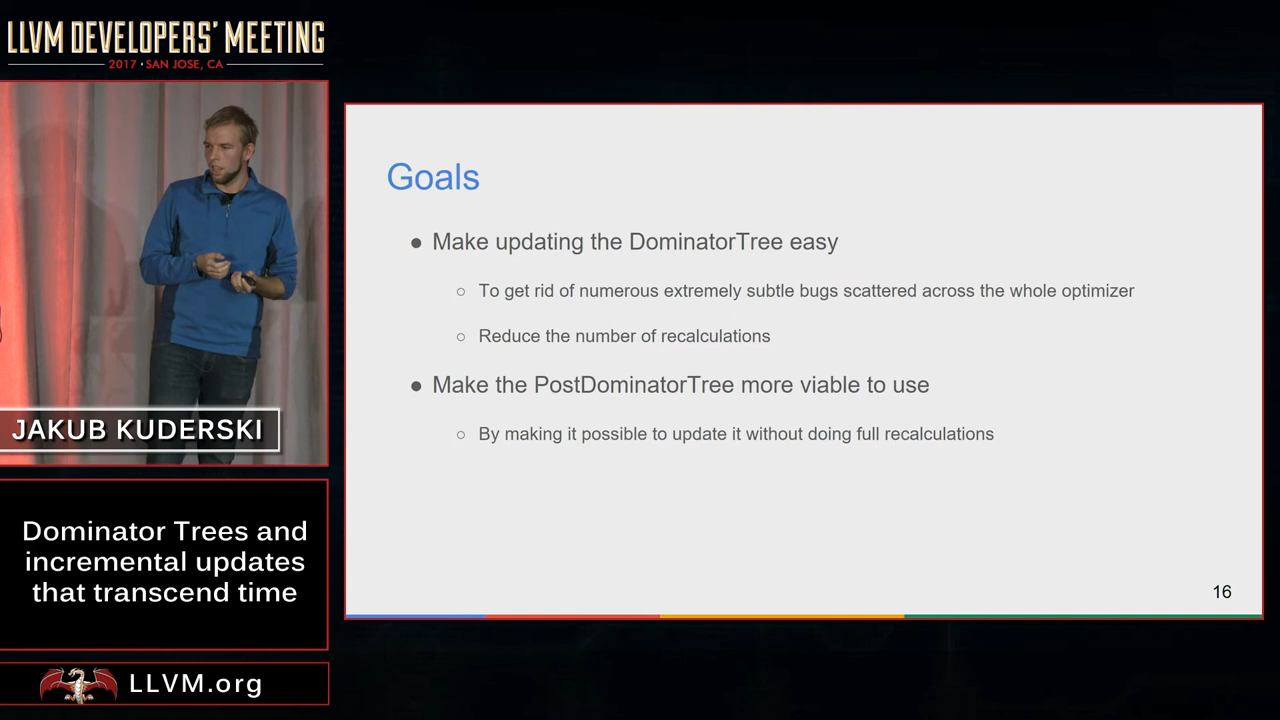 LLVM DEVELOPERS' MEETING
2017 · SAN JOSE, CA
JAKUB KUDERSKI
Dominator Trees and
incremental updates
that transcend time
LLVM.org
Goals
● Make updating the DominatorTree easy
○ To get rid of numerous extremely subtle bugs scattered across the whole optimizer
○ Reduce the number of recalculations
● Make the PostDominatorTree more viable to use
○ By making it possible to update it without doing full recalculations
16